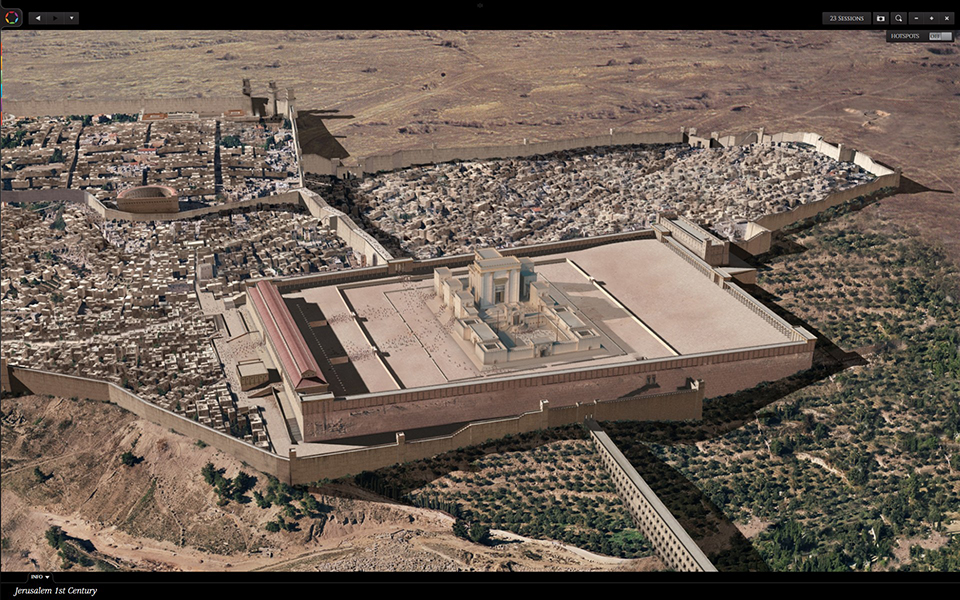 23 SESSIONS
HOTSPOTS OFF
INFO
Jerusalem 1st Century